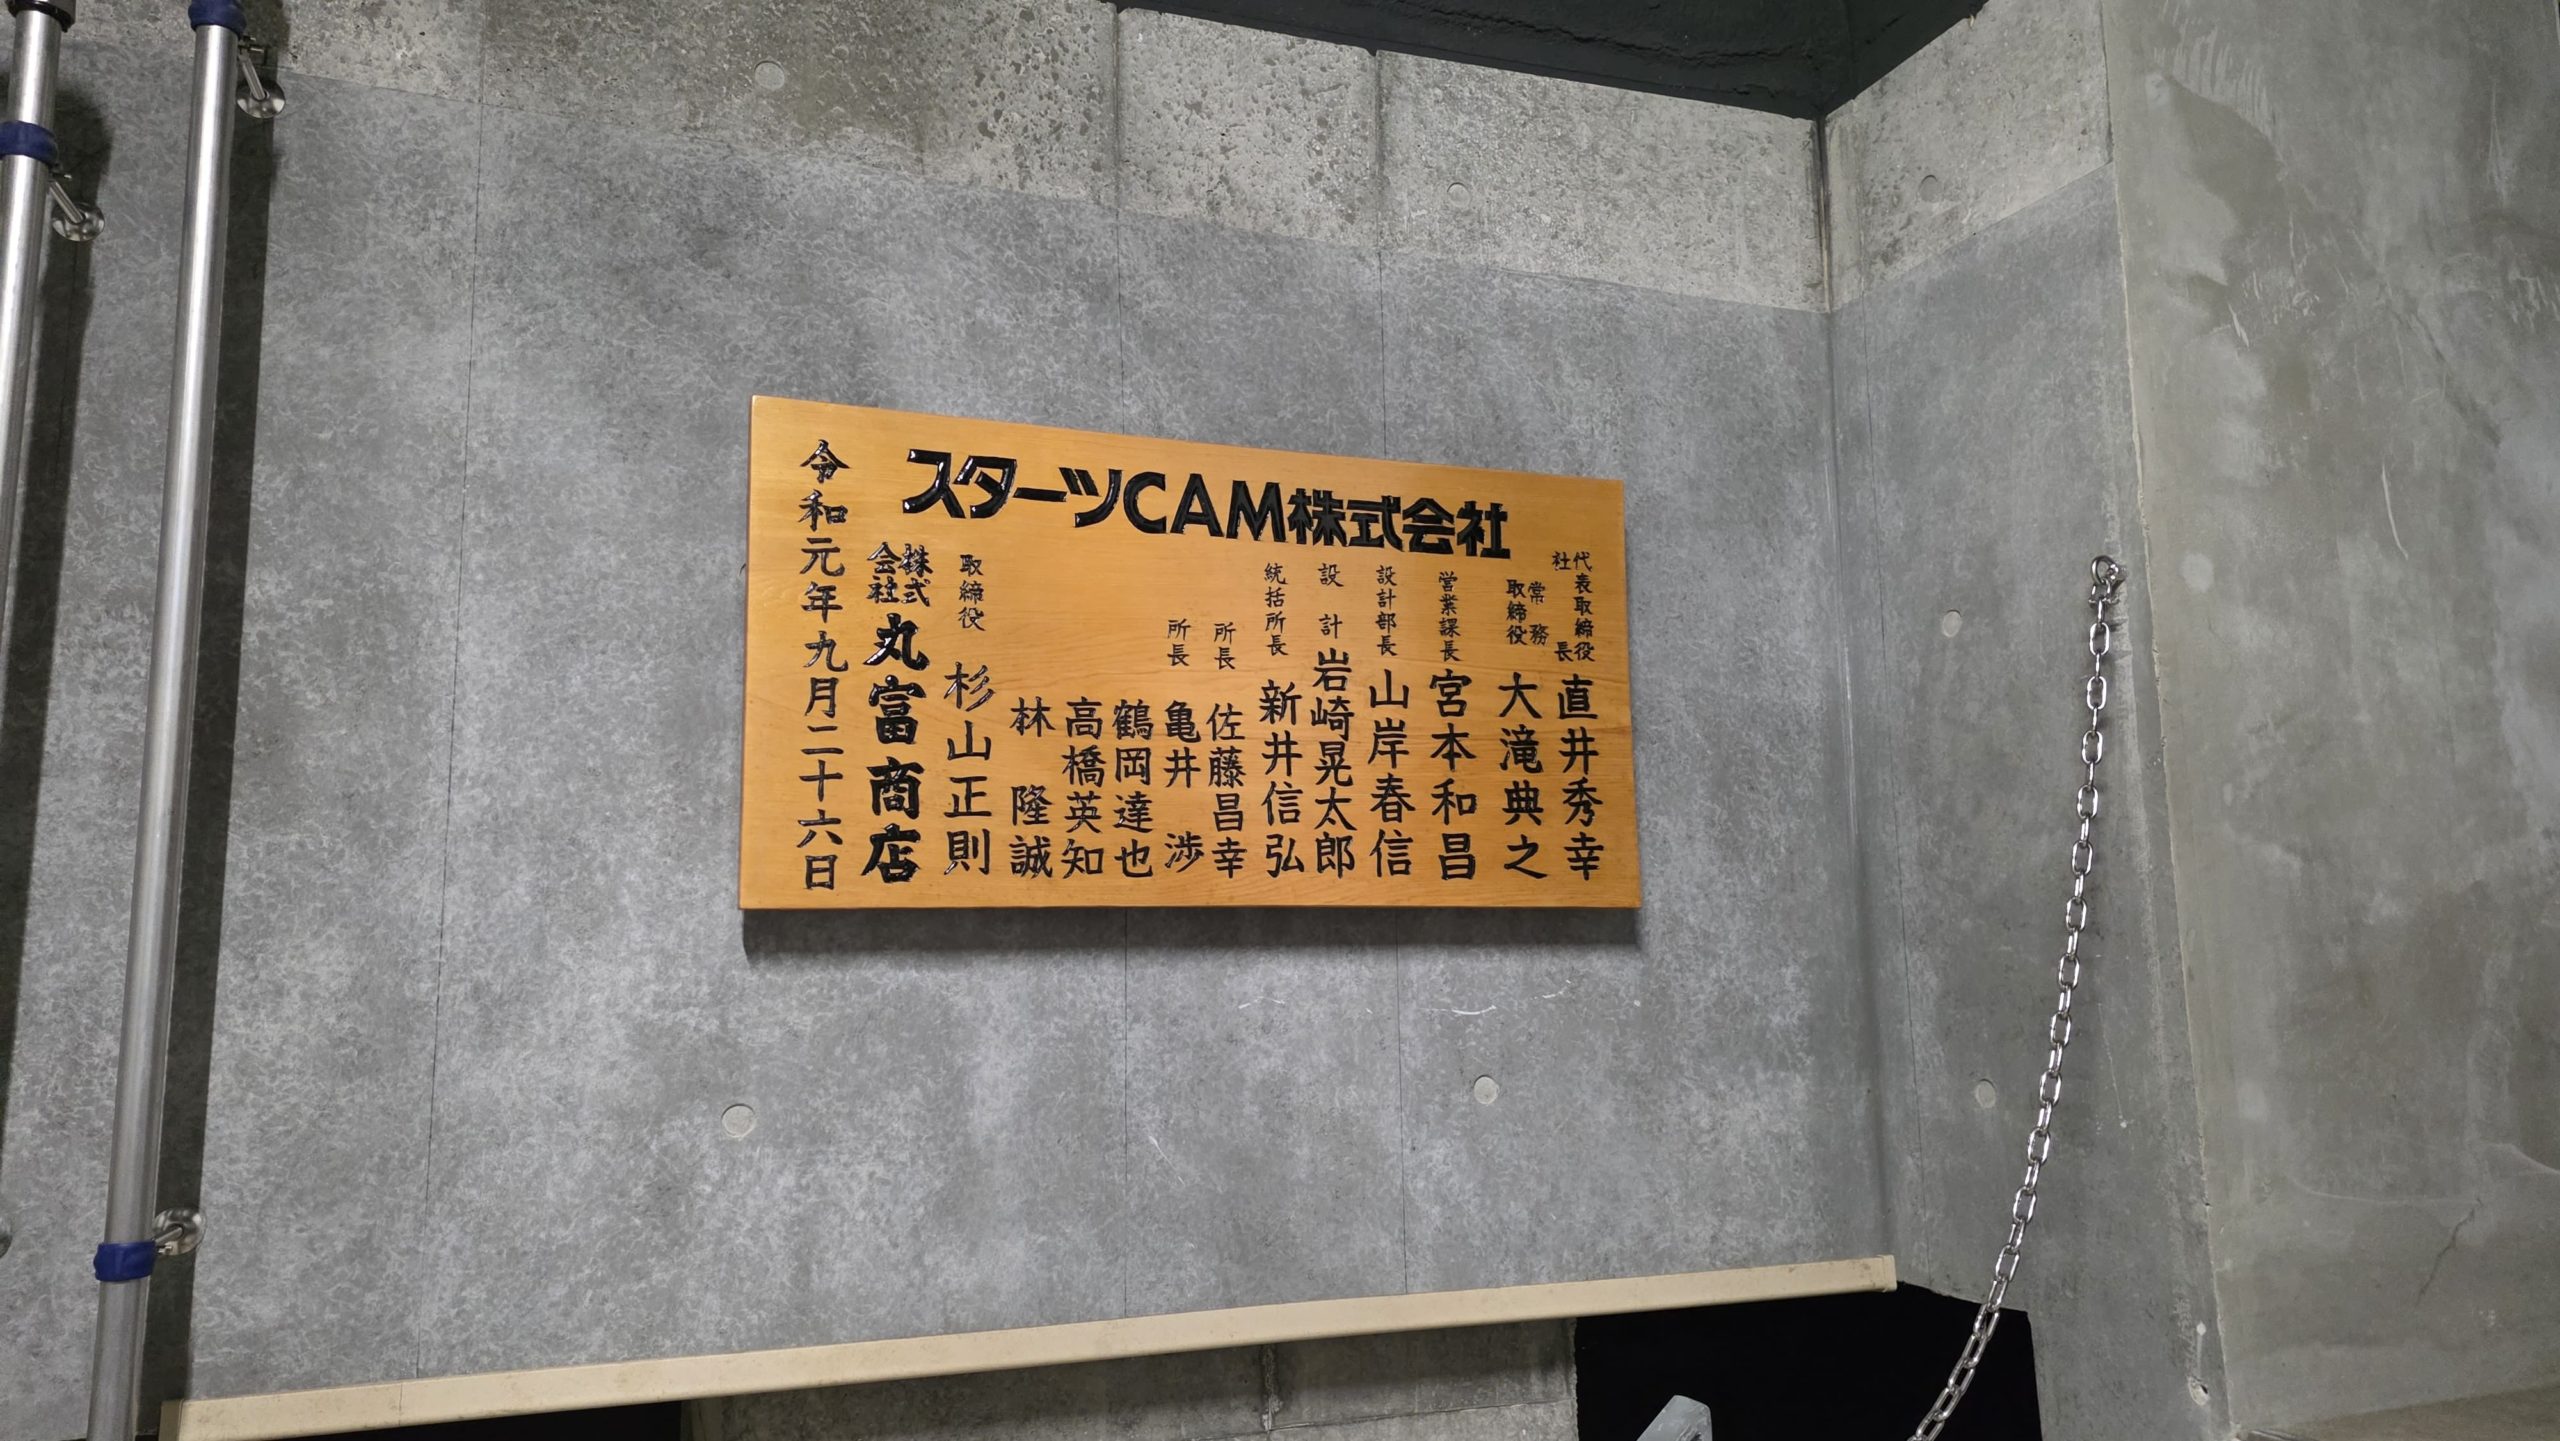 スターツCAM株式会社
代表取締役社長 直井秀幸
常務取締役 大滝典之
営業課長 宮本和昌
設計部長 山岸春信
設計 岩崎晃太郎
統括所長 新井信弘
所長 佐藤昌幸
所長 亀井渉
鶴岡達也
高橋英知
林隆誠
取締役 杉山正則
株式会社丸富商店
令和元年九月二十六日